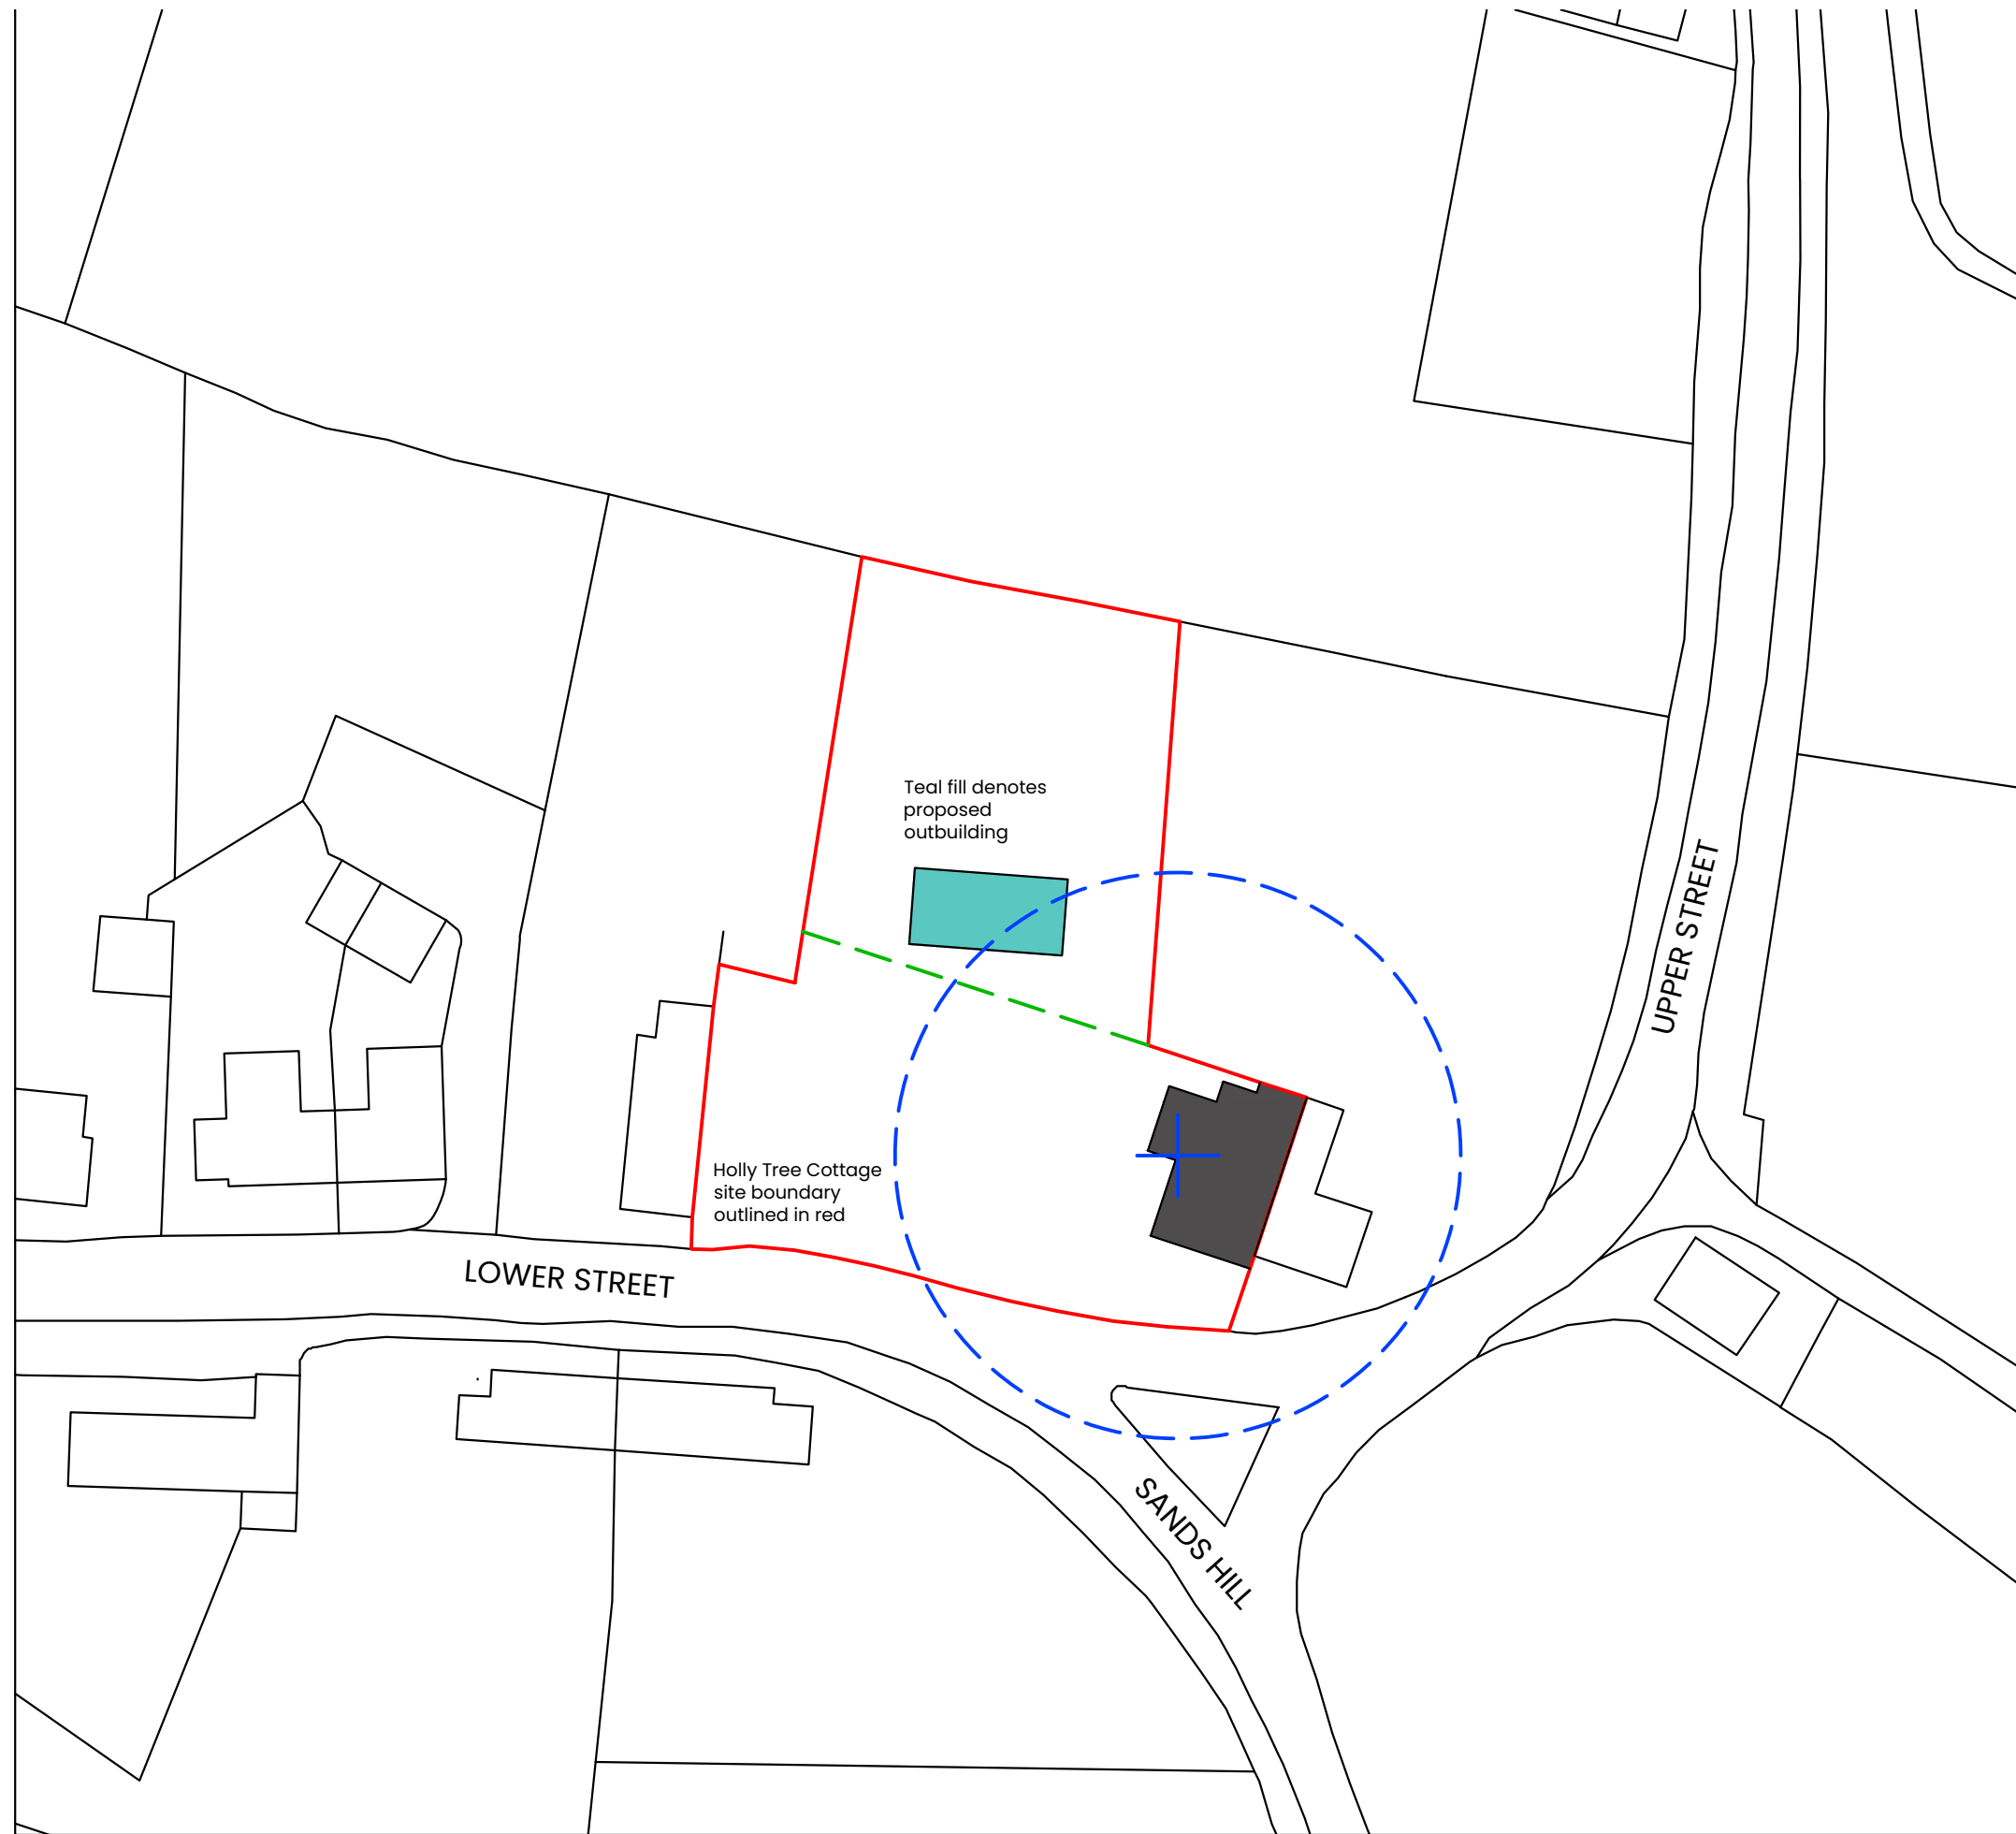 Teal fill denotes
proposed
outbuilding
UPPER STREET
Holly Tree Cottage
site boundary
outlined in red
LOWER STREET
SANDS HILL